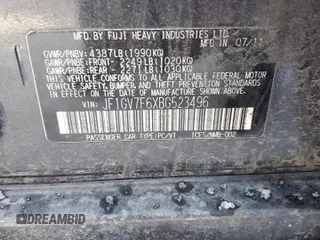 MFD BY FUJI HEAVY INDUSTRIES LTD.
IN 07/11
GVWR/PNBV: 4387LB(1990KG)
GAWR/PNBE:FRONT- 2249LB(1020KG)
GAWR/PNBE:REAR - 2271LB(1030KG)
THIS VEHICLE CONFORMS TO ALL APPLICABLE
FEDERAL MOTOR VEHICLE
SAFETY, BUMPER, AND THEFT PREVENTION STANDARDS
IN EFFECT ON THE DATE OF MANUFACTURE SHOWN ABOVE.
VIN: JF1GV7F6XBG523496
PASSENGER CAR TYPE:PC/VT
DREAMBID